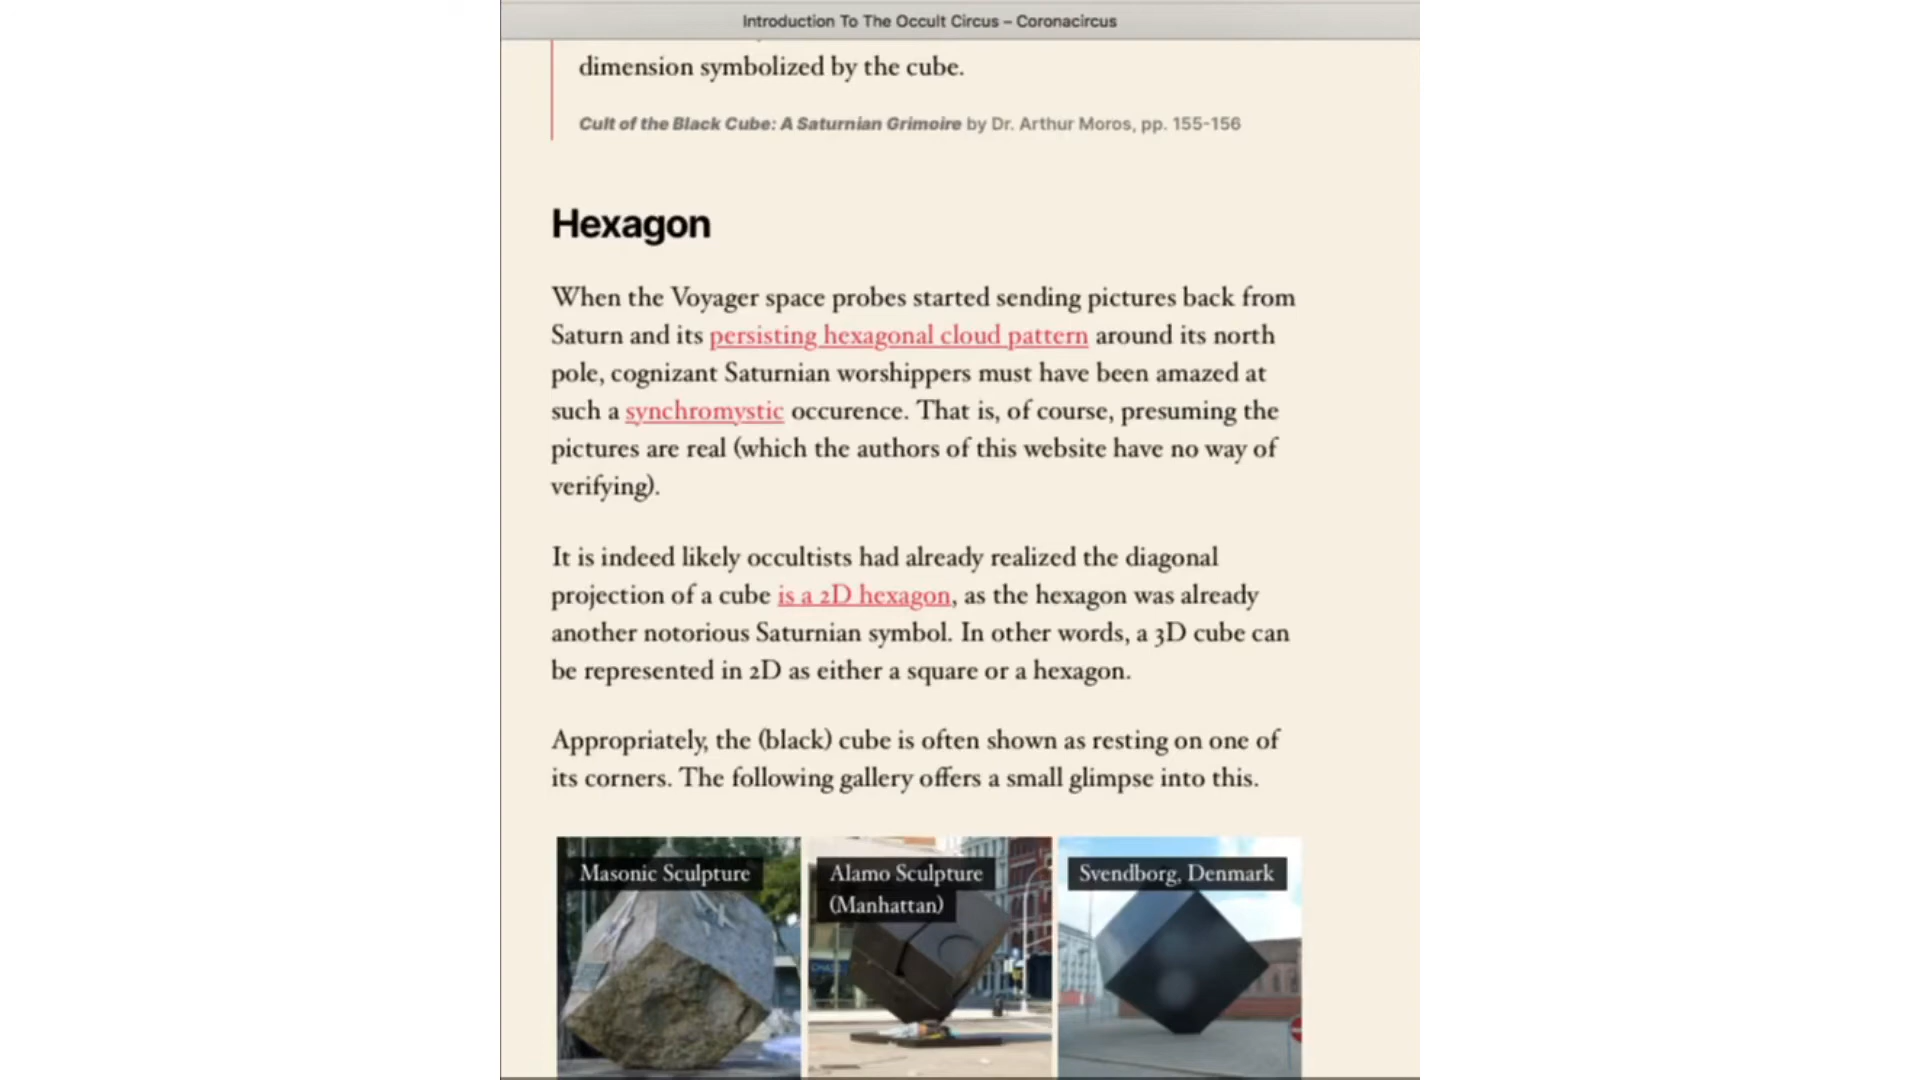 Introduction To The Occult Circus – Coronacircus
dimension symbolized by the cube.
Cult of the Black Cube: A Saturnian Grimoire by Dr. Arthur Moros, pp. 155-156
Hexagon
When the Voyager space probes started sending pictures back from
Saturn and its persisting hexagonal cloud pattern around its north
pole, cognizant Saturnian worshippers must have been amazed at
such a synchromystic occurence. That is, of course, presuming the
pictures are real (which the authors of this website have no way of
verifying).
It is indeed likely occultists had already realized the diagonal
projection of a cube is a 2D hexagon, as the hexagon was already
another notorious Saturnian symbol. In other words, a 3D cube can
be represented in 2D as either a square or a hexagon.
Appropriately, the (black) cube is often shown as resting on one of
its corners. The following gallery offers a small glimpse into this.
Masonic Sculpture
Alamo Sculpture
(Manhattan)
Svendborg, Denmark